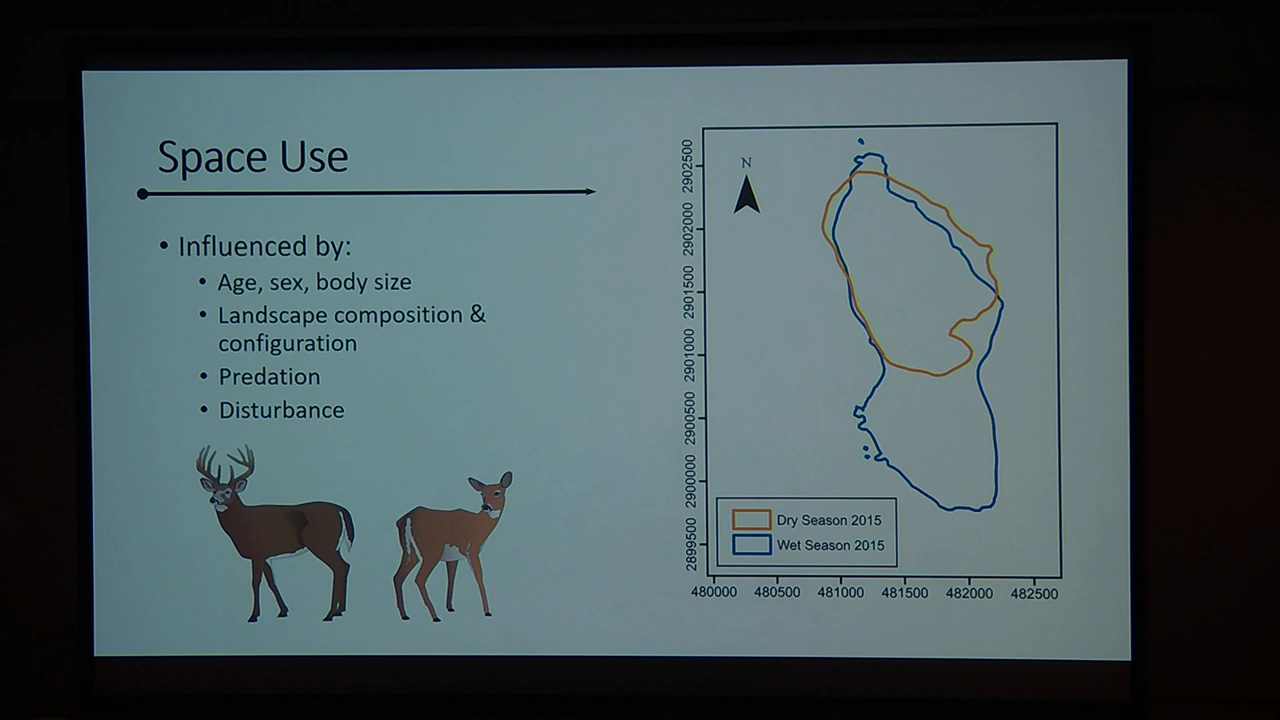 Space Use
• Influenced by:
• Age, sex, body size
• Landscape composition &
configuration
• Predation
• Disturbance
N
2902500
2902000
2901500
2901000
2900500
2900000
2899500
Dry Season 2015
Wet Season 2015
480000 480500 481000 481500 482000 482500